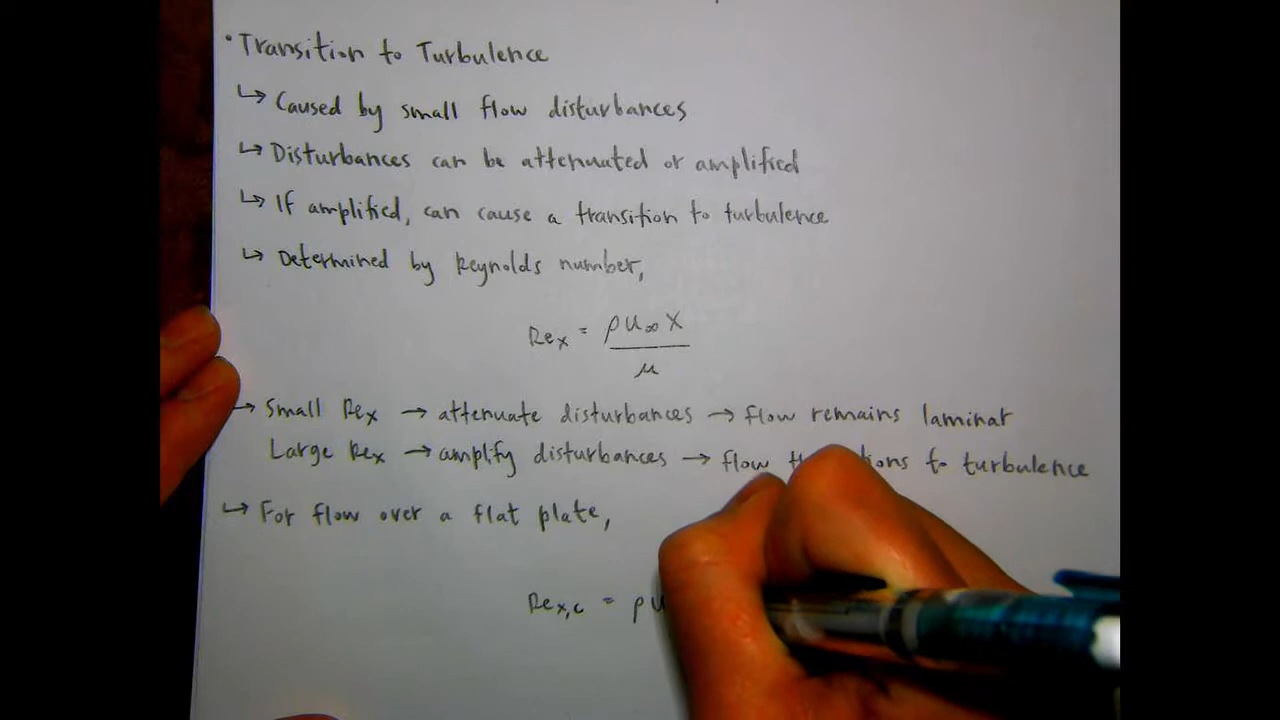 • Transition to Turbulence
↳ Caused by small flow disturbances
↳ Disturbances can be attenuated or amplified
↳ If amplified, can cause a transition to turbulence
↳ Determined by Reynolds number,
Reₓ = ρu∞x / μ
→ Small Reₓ → attenuate disturbances → flow remains laminar
Large Reₓ → amplify disturbances → flow to turbulence
↳ For flow over a flat plate,
Reₓ,c = ρu